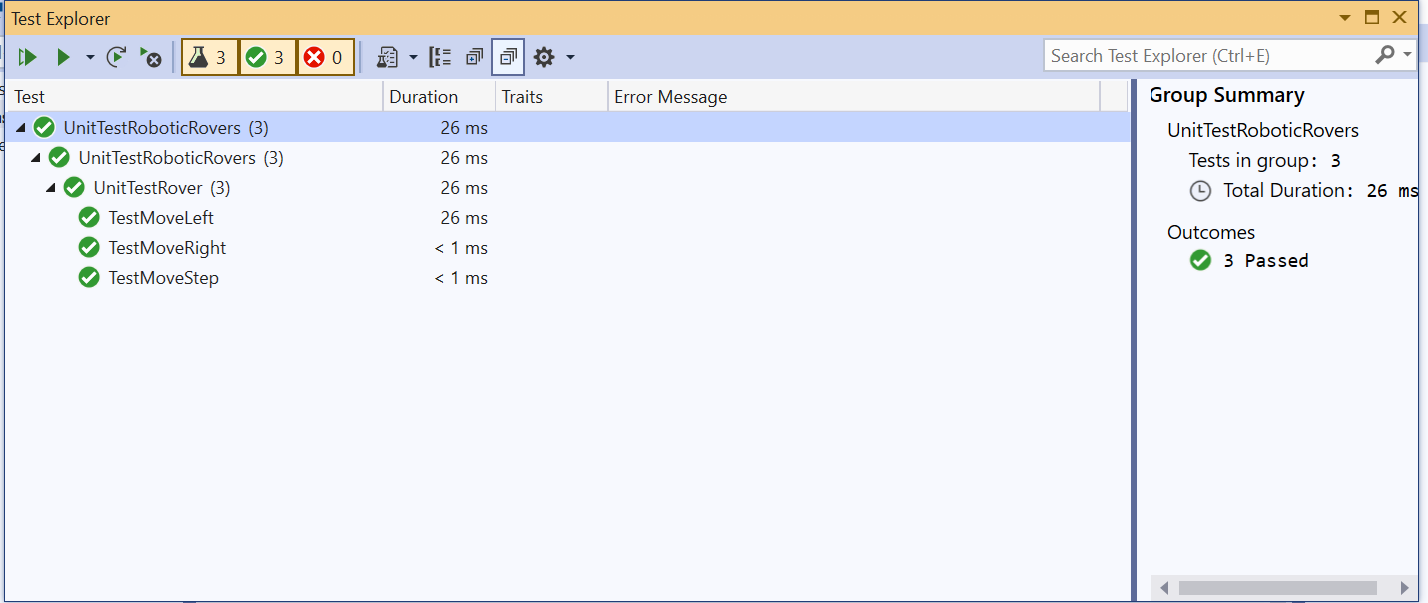 Test Explorer
3 3 0
Search Test Explorer (Ctrl+E)
Test Duration Traits Error Message
UnitTestRoboticRovers (3) 26 ms
UnitTestRoboticRovers (3) 26 ms
UnitTestRover (3) 26 ms
TestMoveLeft 26 ms
TestMoveRight < 1 ms
TestMoveStep < 1 ms
Group Summary
UnitTestRoboticRovers
Tests in group: 3
Total Duration: 26 ms
Outcomes
3 Passed